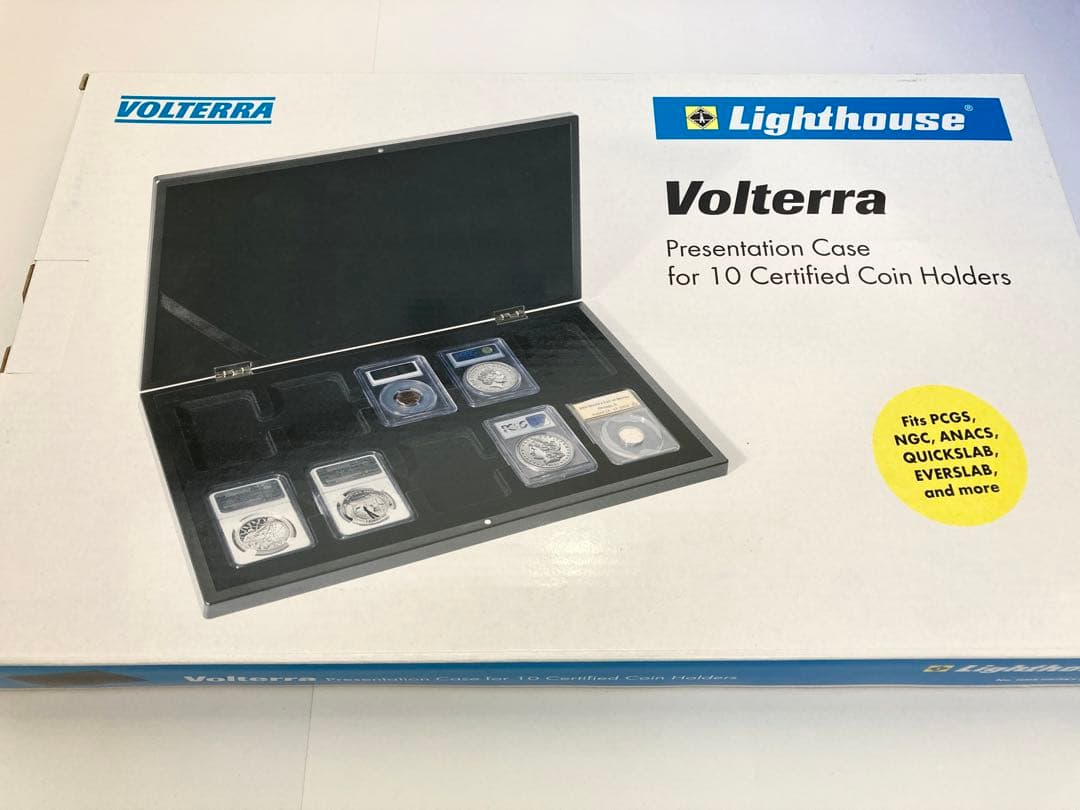 VOLTERRA
Lighthouse®
Volterra
Presentation Case
for 10 Certified Coin Holders
Fits PCGS,
NGC, ANACS,
QUICKSLAB,
EVERSLAB,
and more
PCGS
Volterra Presentation Case for 10 Certified Coin Holders